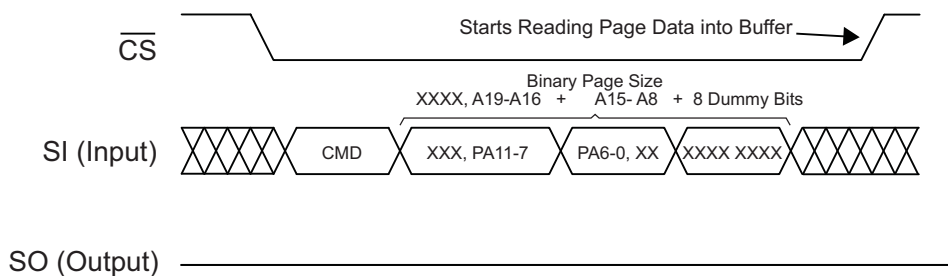 Starts Reading Page Data into Buffer
CS
Binary Page Size
XXXX, A19-A16 + A15- A8 + 8 Dummy Bits
SI (Input)
CMD
XXX, PA11-7
PA6-0, XX
XXXX XXXX
SO (Output)